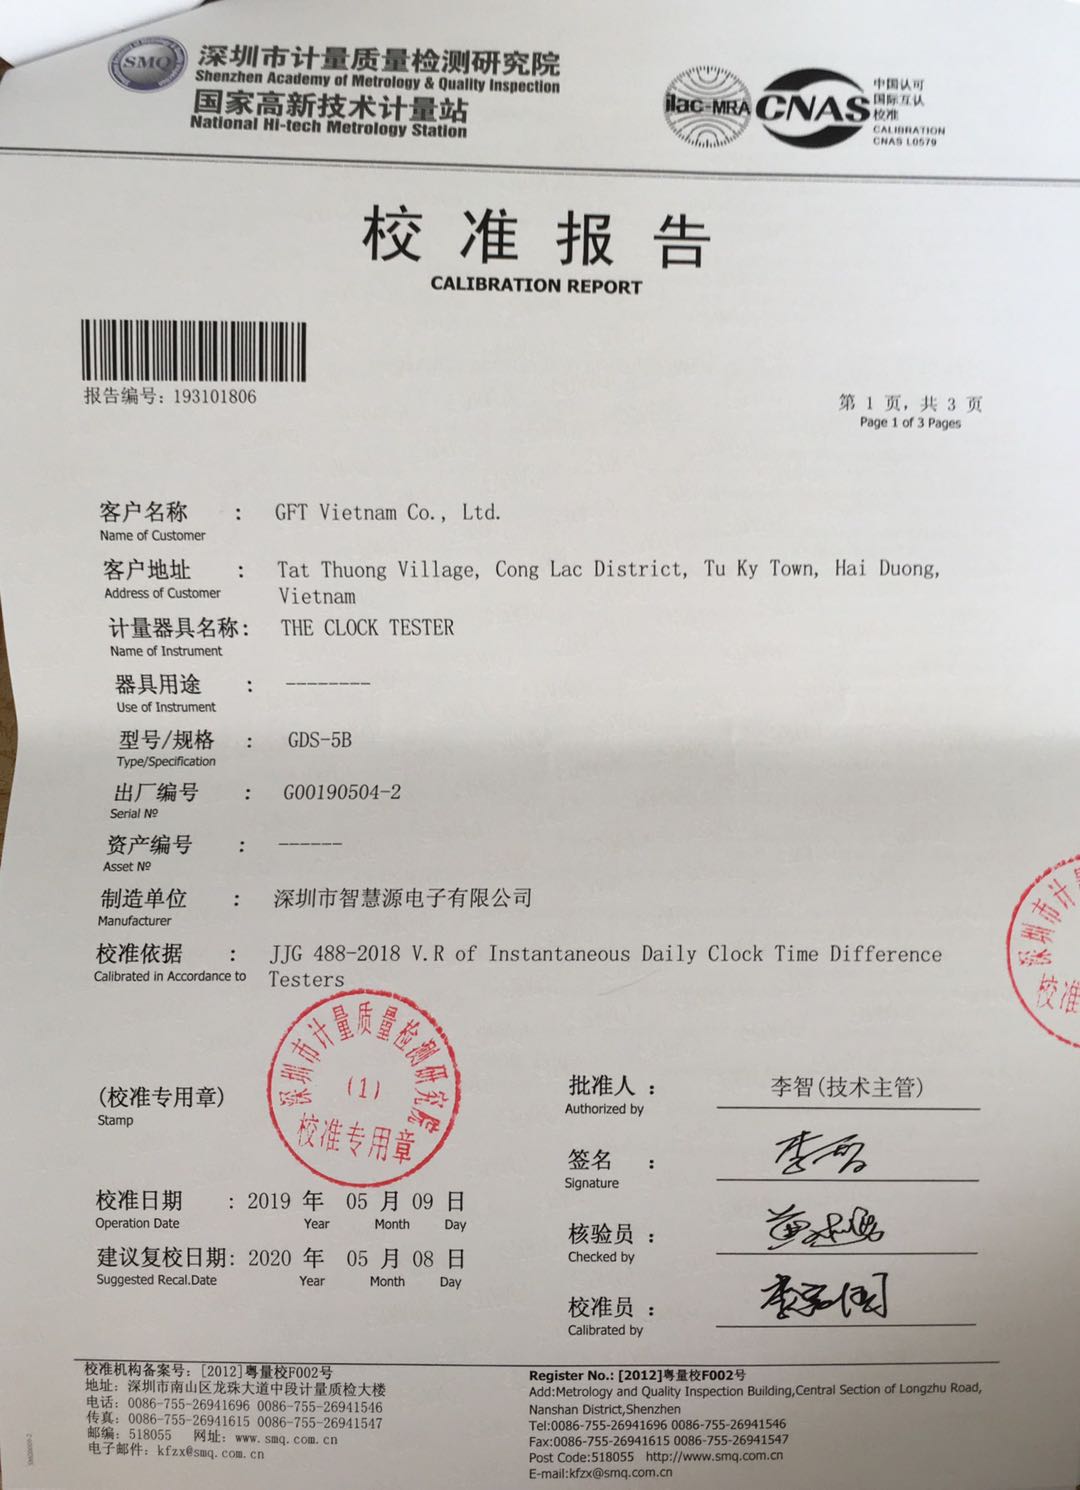 SMQ
深圳市计量质量检测研究院
Shenzhen Academy of Metrology & Quality Inspection
国家高新技术计量站
National Hi-tech Metrology Station
ilac-MRA
CNAS
中国认可
国际互认
校准
CALIBRATION
CNAS L0579
校准报告
CALIBRATION REPORT
报告编号: 193101806
第 1 页, 共 3 页
Page 1 of 3 Pages
客户名称 : GFT Vietnam Co., Ltd.
Name of Customer
客户地址 : Tat Thuong Village, Cong Lac District, Tu Ky Town, Hai Duong,
Address of Customer Vietnam
计量器具名称: THE CLOCK TESTER
Name of Instrument
器具用途 : --------
Use of Instrument
型号/规格 : GDS-5B
Type/Specification
出厂编号 : G00190504-2
Serial Nº
资产编号 : ------
Asset Nº
制造单位 : 深圳市智慧源电子有限公司
Manufacturer
校准依据 : JJG 488-2018 V.R of Instantaneous Daily Clock Time Difference
Calibrated in Accordance to Testers
深圳市计量质量检测研究院
(1)
校准专用章
深圳市计
校准
(校准专用章)
Stamp
批准人 : 李智(技术主管)
Authorized by
签名 :
Signature
校准日期 : 2019 年 05 月 09 日
Operation Date Year Month Day
核验员 :
Checked by
建议复校日期: 2020 年 05 月 08 日
Suggested Recal.Date Year Month Day
校准员 :
Calibrated by
校准机构备案号: [2012]粤量校F002号
地址: 深圳市南山区龙珠大道中段计量质检大楼
电话: 0086-755-26941696 0086-755-26941546
传真: 0086-755-26941615 0086-755-26941547
邮编: 518055 网址: www.smq.com.cn
电子邮件: kfzx@smq.com.cn
Register No.: [2012]粤量校F002号
Add:Metrology and Quality Inspection Building,Central Section of Longzhu Road,
Nanshan District,Shenzhen
Tel:0086-755-26941696 0086-755-26941546
Fax:0086-755-26941615 0086-755-26941547
Post Code:518055 http://www.smq.com.cn
E-mail:kfzx@smq.com.cn